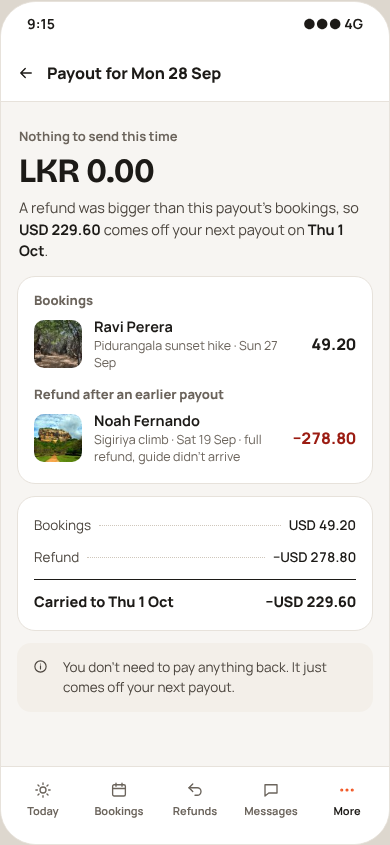 9:15
4G
Payout for Mon 28 Sep
Nothing to send this time
LKR 0.00
A refund was bigger than this payout's bookings, so
USD 229.60 comes off your next payout on Thu 1
Oct.
Bookings
Ravi Perera
Pidurangala sunset hike · Sun 27
Sep
49.20
Refund after an earlier payout
Noah Fernando
Sigiriya climb · Sat 19 Sep · full
refund, guide didn't arrive
−278.80
Bookings USD 49.20
Refund −USD 278.80
Carried to Thu 1 Oct −USD 229.60
You don't need to pay anything back. It just
comes off your next payout.
Today
Bookings
Refunds
Messages
More